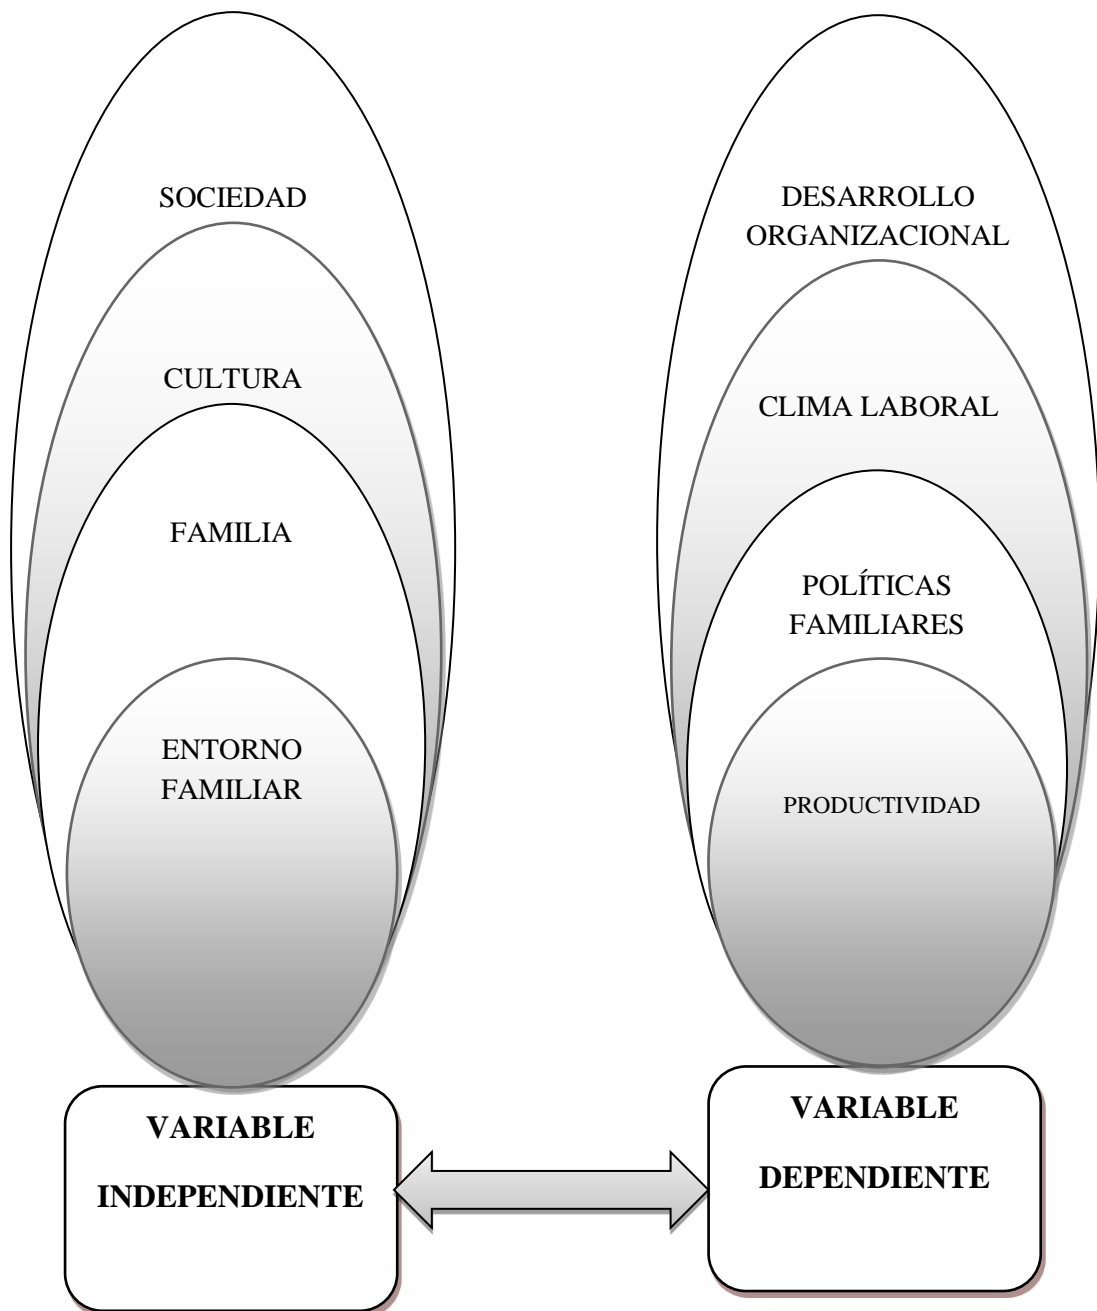 SOCIEDAD
CULTURA
FAMILIA
ENTORNO
FAMILIAR
VARIABLE
INDEPENDIENTE
DESARROLLO
ORGANIZACIONAL
CLIMA LABORAL
POLÍTICAS
FAMILIARES
PRODUCTIVIDAD
VARIABLE
DEPENDIENTE